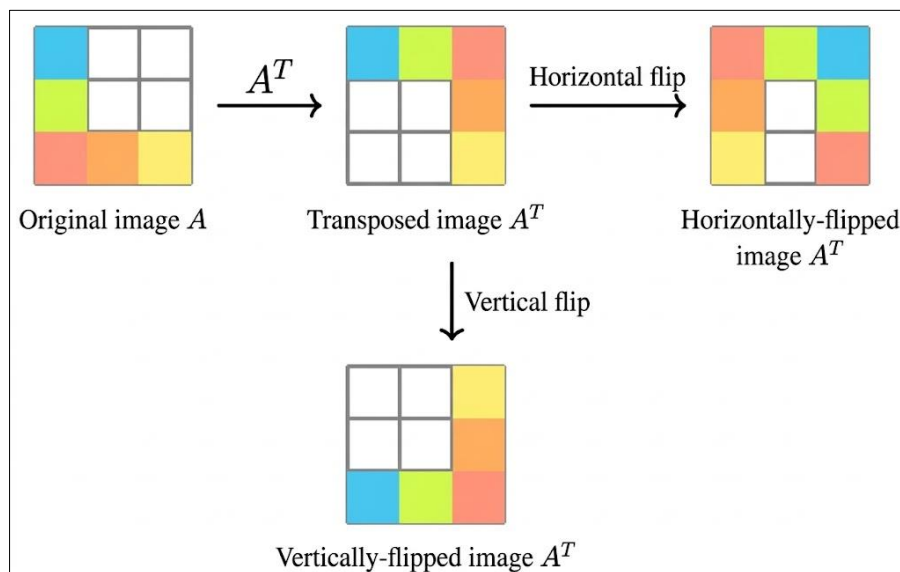 A^T
Horizontal flip
Original image A
Transposed image A^T
Horizontally-flipped
image A^T
Vertical flip
Vertically-flipped image A^T